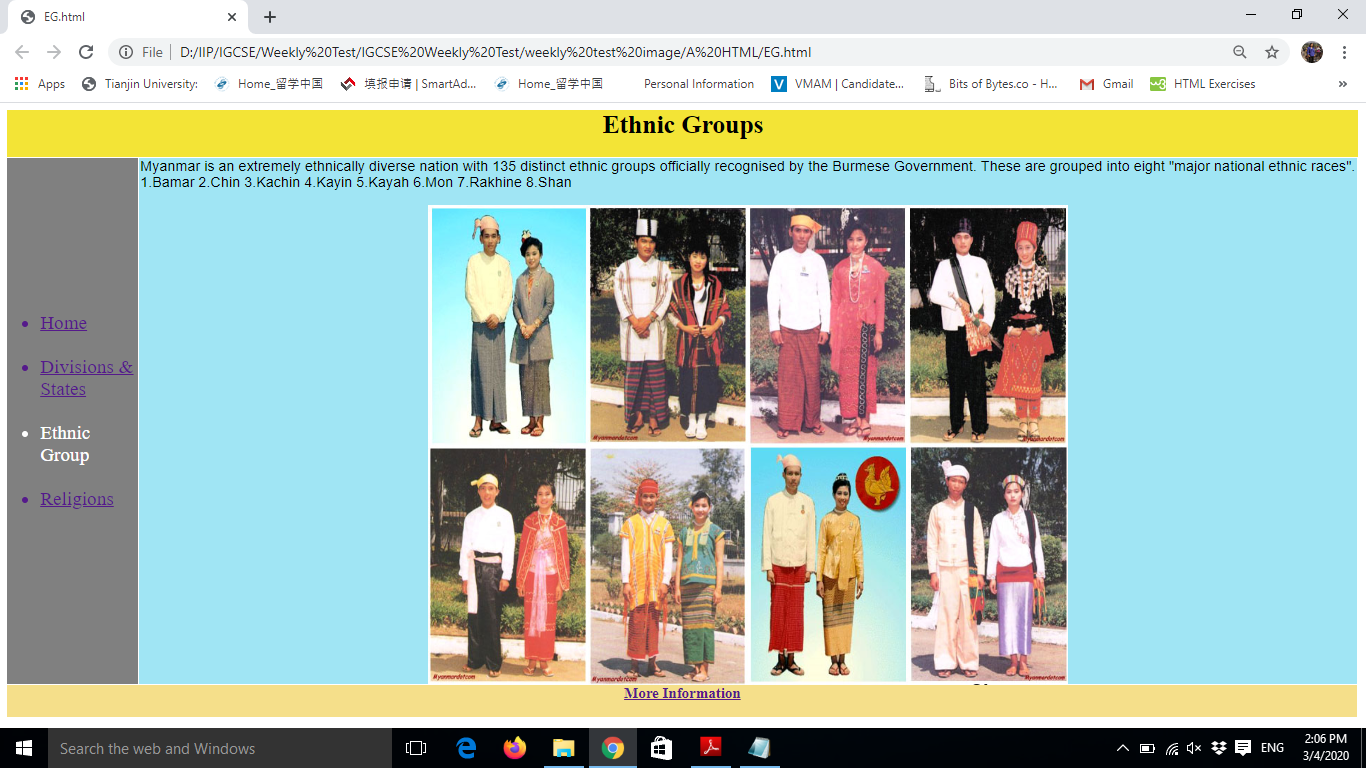 EG.html
File
D:/IIP/IGCSE/Weekly%20Test/IGCSE%20Weekly%20Test/weekly%20test%20image/A%20HTML/EG.html
Apps
Tianjin University:
Home_留学中国
填报申请 | SmartAd...
Home_留学中国
Personal Information
VMAM | Candidate...
Bits of Bytes.co - H...
Gmail
HTML Exercises
Ethnic Groups
Myanmar is an extremely ethnically diverse nation with 135 distinct ethnic groups officially recognised by the Burmese Government. These are grouped into eight "major national ethnic races".
1.Bamar 2.Chin 3.Kachin 4.Kayin 5.Kayah 6.Mon 7.Rakhine 8.Shan
Home
Divisions &
States
Ethnic
Group
Religions
Myanmardotcom
Myanmardotcom
Myanmardotcom
Myanmardotcom
Myanmardotcom
Myanmardotcom
More Information
Search the web and Windows
ENG
2:06 PM
3/4/2020